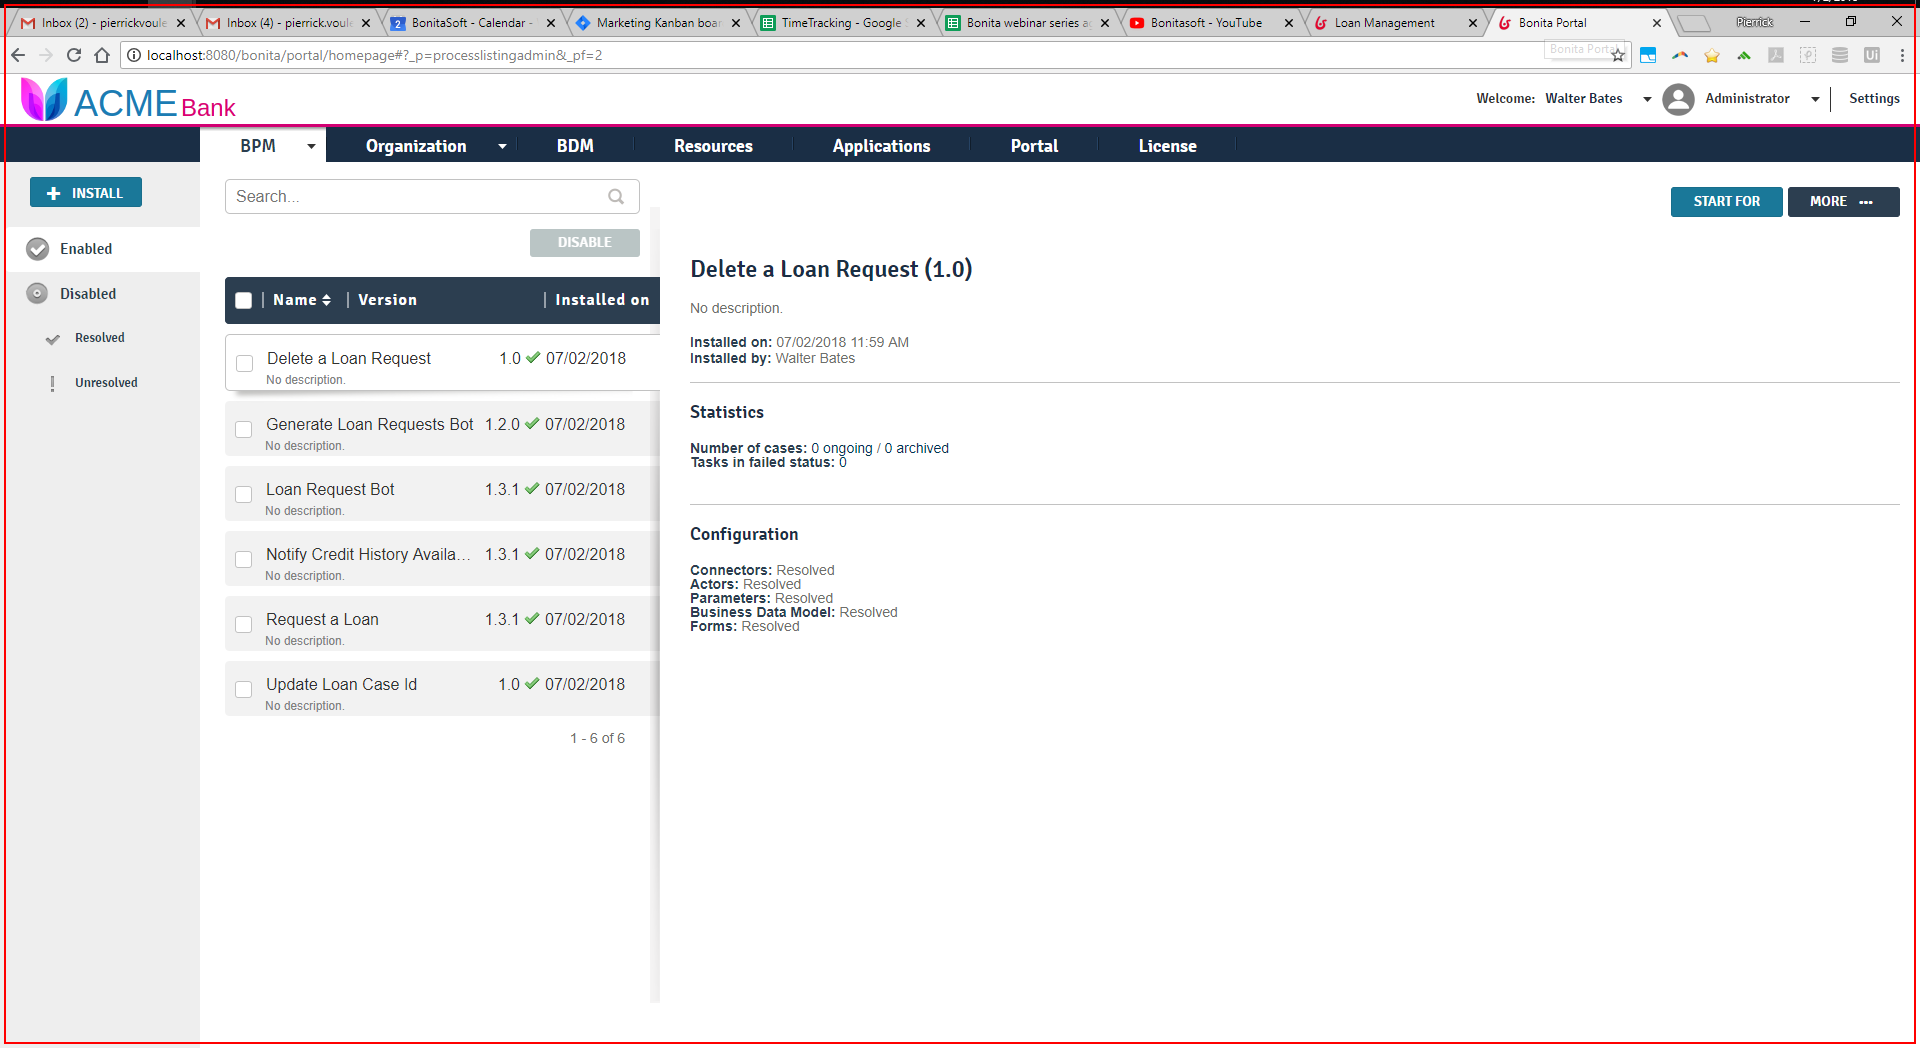 Inbox (2) - pierrickvoule
Inbox (4) - pierrick.voule
2 BonitaSoft - Calendar -
Marketing Kanban boar
TimeTracking - Google
Bonita webinar series a
Bonitasoft - YouTube
Loan Management
Bonita Portal
Pierrick
localhost:8080/bonita/portal/homepage#?_p=processlistingadmin&_pf=2
Bonita Portal
ACME Bank
Welcome: Walter Bates
Administrator
Settings
BPM
Organization
BDM
Resources
Applications
Portal
License
INSTALL
Enabled
Disabled
Resolved
Unresolved
Search...
DISABLE
Name
Version
Installed on
Delete a Loan Request 1.0 07/02/2018
No description.
Generate Loan Requests Bot 1.2.0 07/02/2018
No description.
Loan Request Bot 1.3.1 07/02/2018
No description.
Notify Credit History Availa... 1.3.1 07/02/2018
No description.
Request a Loan 1.3.1 07/02/2018
No description.
Update Loan Case Id 1.0 07/02/2018
No description.
1 - 6 of 6
START FOR
MORE
Delete a Loan Request (1.0)
No description.
Installed on: 07/02/2018 11:59 AM
Installed by: Walter Bates
Statistics
Number of cases: 0 ongoing / 0 archived
Tasks in failed status: 0
Configuration
Connectors: Resolved
Actors: Resolved
Parameters: Resolved
Business Data Model: Resolved
Forms: Resolved